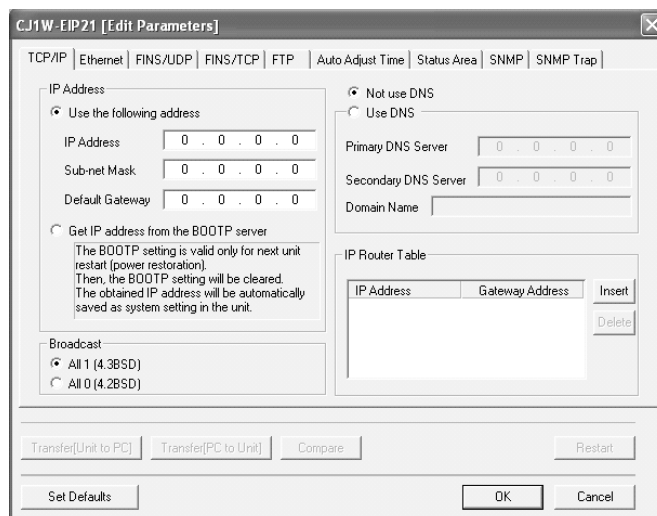 CJ1W-EIP21 [Edit Parameters]
TCP/IP Ethernet FINS/UDP FINS/TCP FTP Auto Adjust Time Status Area SNMP SNMP Trap
IP Address
Use the following address
IP Address 0 . 0 . 0 . 0
Sub-net Mask 0 . 0 . 0 . 0
Default Gateway 0 . 0 . 0 . 0
Get IP address from the BOOTP server
The BOOTP setting is valid only for next unit
restart (power restoration).
Then, the BOOTP setting will be cleared.
The obtained IP address will be automatically
saved as system setting in the unit.
Broadcast
All 1 (4.3BSD)
All 0 (4.2BSD)
Not use DNS
Use DNS
Primary DNS Server 0 . 0 . 0 . 0
Secondary DNS Server 0 . 0 . 0 . 0
Domain Name
IP Router Table
IP Address Gateway Address
Insert
Delete
Transfer[Unit to PC] Transfer[PC to Unit] Compare Restart
Set Defaults OK Cancel